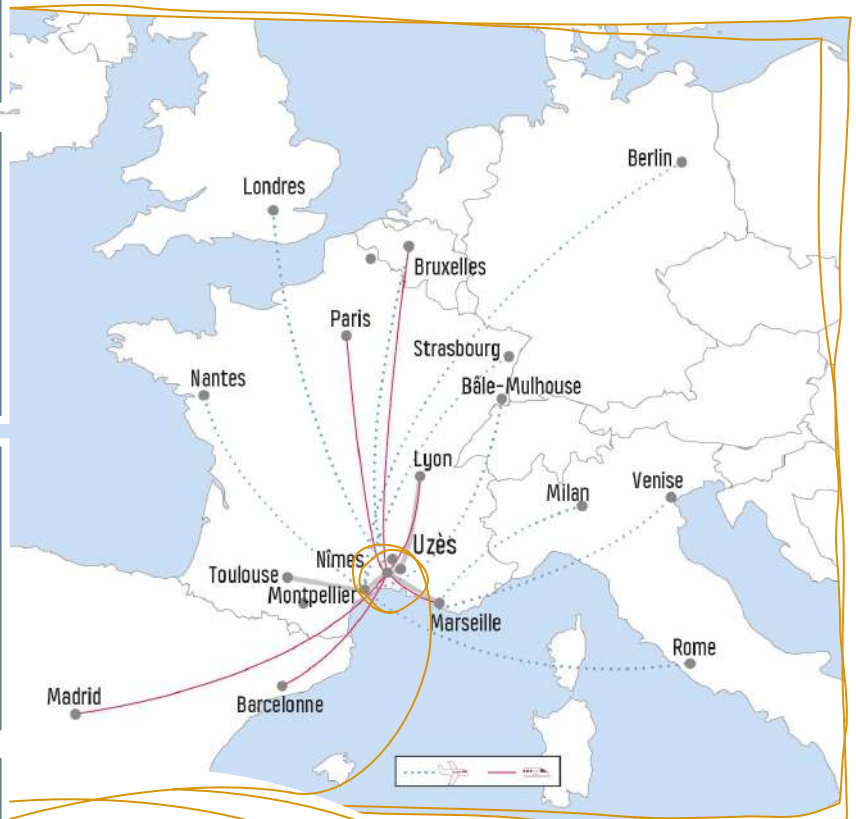 Berlin
Londres
Bruxelles
Paris
Strasbourg
Nantes
Bâle-Mulhouse
Lyon
Milan
Venise
Uzès
Nîmes
Toulouse
Montpellier
Marseille
Rome
Madrid
Barcelonne